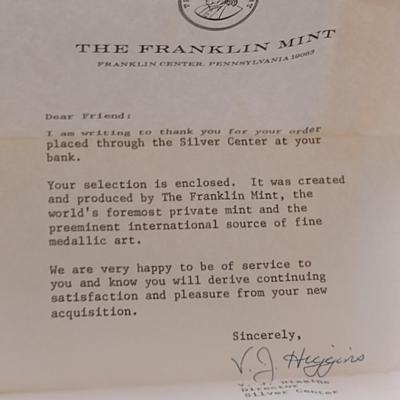 THE FRANKLIN MINT
FRANKLIN CENTER, PENNSYLVANIA 19063
Dear Friend:
I am writing to thank you for your order
placed through the Silver Center at your
bank.
Your selection is enclosed.  It was created
and produced by The Franklin Mint, the
world's foremost private mint and the
preeminent international source of fine
medallic art.
We are very happy to be of service to
you and know you will derive continuing
satisfaction and pleasure from your new
acquisition.
Sincerely,
V. J. Higgins
V. J. Higgins
Director
Silver Center